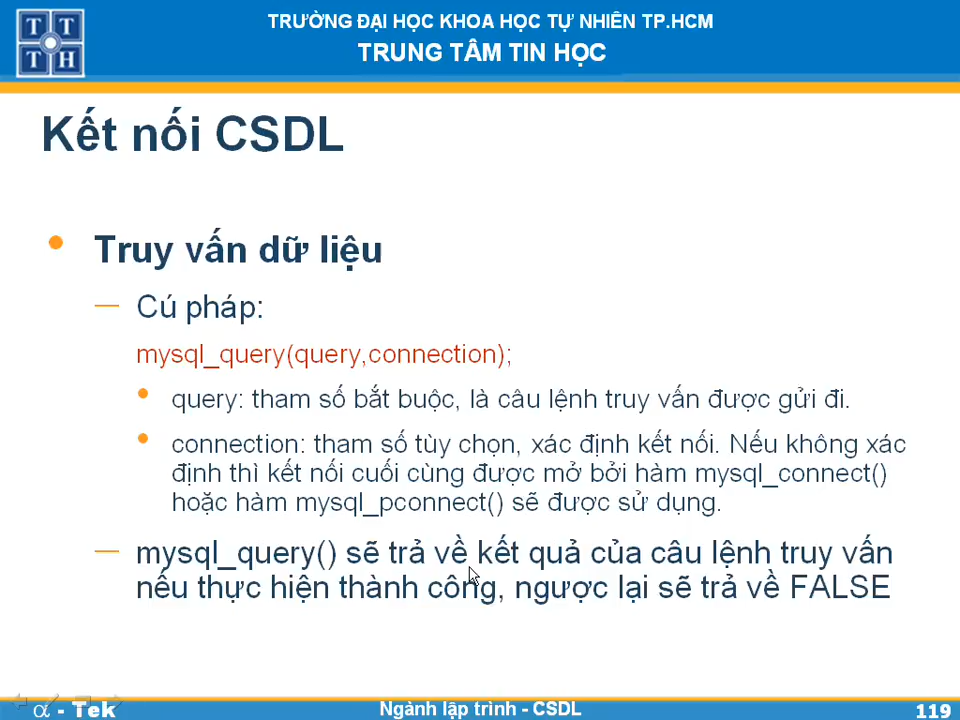 TRƯỜNG ĐẠI HỌC KHOA HỌC TỰ NHIÊN TP.HCM
TRUNG TÂM TIN HỌC
T T
T H
Kết nối CSDL
Truy vấn dữ liệu
Cú pháp:
mysql_query(query,connection);
query: tham số bắt buộc, là câu lệnh truy vấn được gửi đi.
connection: tham số tùy chọn, xác định kết nối. Nếu không xác
định thì kết nối cuối cùng được mở bởi hàm mysql_connect()
hoặc hàm mysql_pconnect() sẽ được sử dụng.
mysql_query() sẽ trả về kết quả của câu lệnh truy vấn
nếu thực hiện thành công, ngược lại sẽ trả về FALSE
α - Tek
Ngành lập trình - CSDL
119